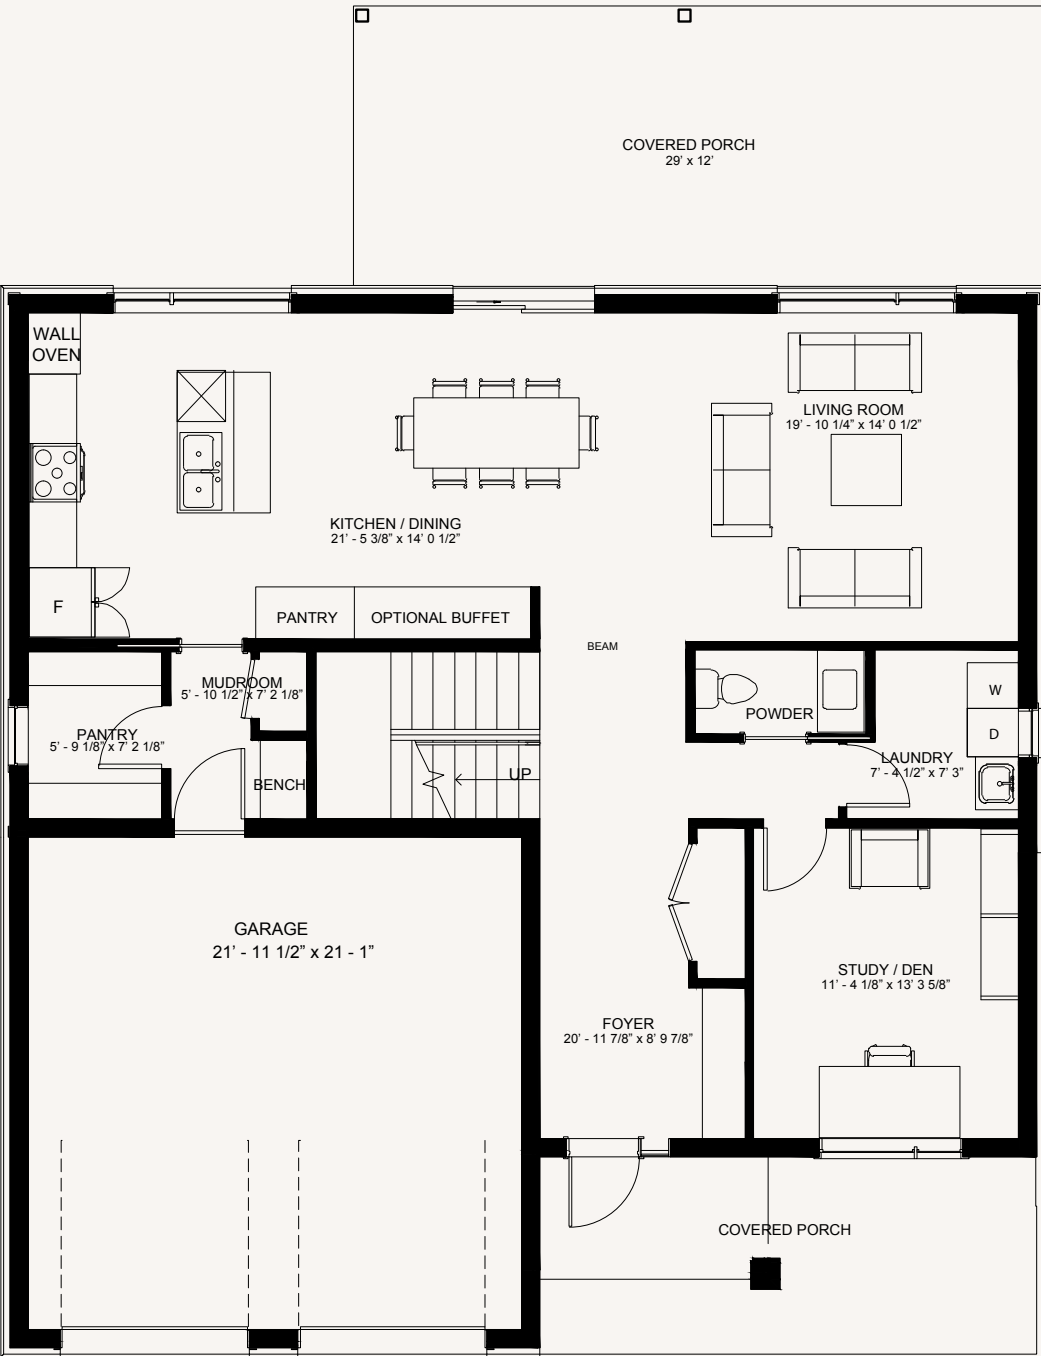 COVERED PORCH
29’ x 12’
WALL
OVEN
LIVING ROOM
19’ - 10 1/4” x 14’ 0 1/2”
KITCHEN / DINING
21’ - 5 3/8” x 14’ 0 1/2”
F
PANTRY
OPTIONAL BUFFET
BEAM
MUDROOM
5’ - 10 1/2” x 7’ 2 1/8”
PANTRY
5’ - 9 1/8” x 7’ 2 1/8”
BENCH
UP
POWDER
W
D
LAUNDRY
7’ - 4 1/2” x 7’ 3”
GARAGE
21’ - 11 1/2” x 21 - 1”
STUDY / DEN
11’ - 4 1/8” x 13’ 3 5/8”
FOYER
20’ - 11 7/8” x 8’ 9 7/8”
COVERED PORCH